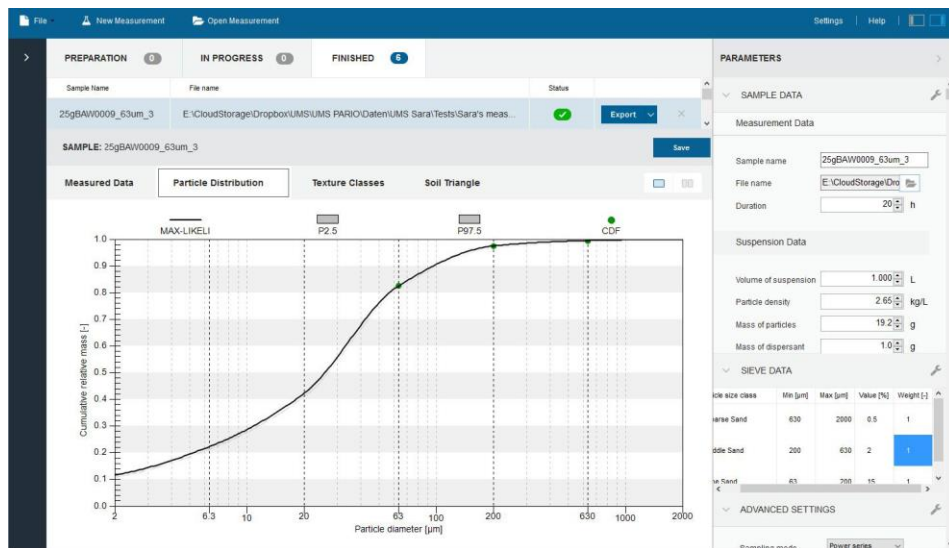 File New Measurement Open Measurement Settings | Help |
PREPARATION 0 IN PROGRESS 0 FINISHED 6
Sample Name File name Status
25gBAW0009_63um_3 E:\CloudStorage\Dropbox\UMS\UMS PARIO\Daten\UMS Sara\Tests\Sara's meas... Export
SAMPLE: 25gBAW0009_63um_3 Save
Measured Data Particle Distribution Texture Classes Soil Triangle
MAX-LIKELI P2.5 P97.5 CDF
Cumulative relative mass [-]
1.0
0.9
0.8
0.7
0.6
0.5
0.4
0.3
0.2
0.1
0.0
2 6.3 10 20 63 100 200 630 1000 2000
Particle diameter [µm]
PARAMETERS
SAMPLE DATA
Measurement Data
Sample name 25gBAW0009_63um_3
File name E:\CloudStorage\Dro
Duration 20 h
Suspension Data
Volume of suspension 1.000 L
Particle density 2.65 kg/L
Mass of particles 19.2 g
Mass of dispersant 1.0 g
SIEVE DATA
icle size class Min [µm] Max [µm] Value [%] Weight [-]
arse Sand 630 2000 0.5 1
ddle Sand 200 630 2 1
ne Sand 63 200 15 1
ADVANCED SETTINGS
Sampling mode Power series